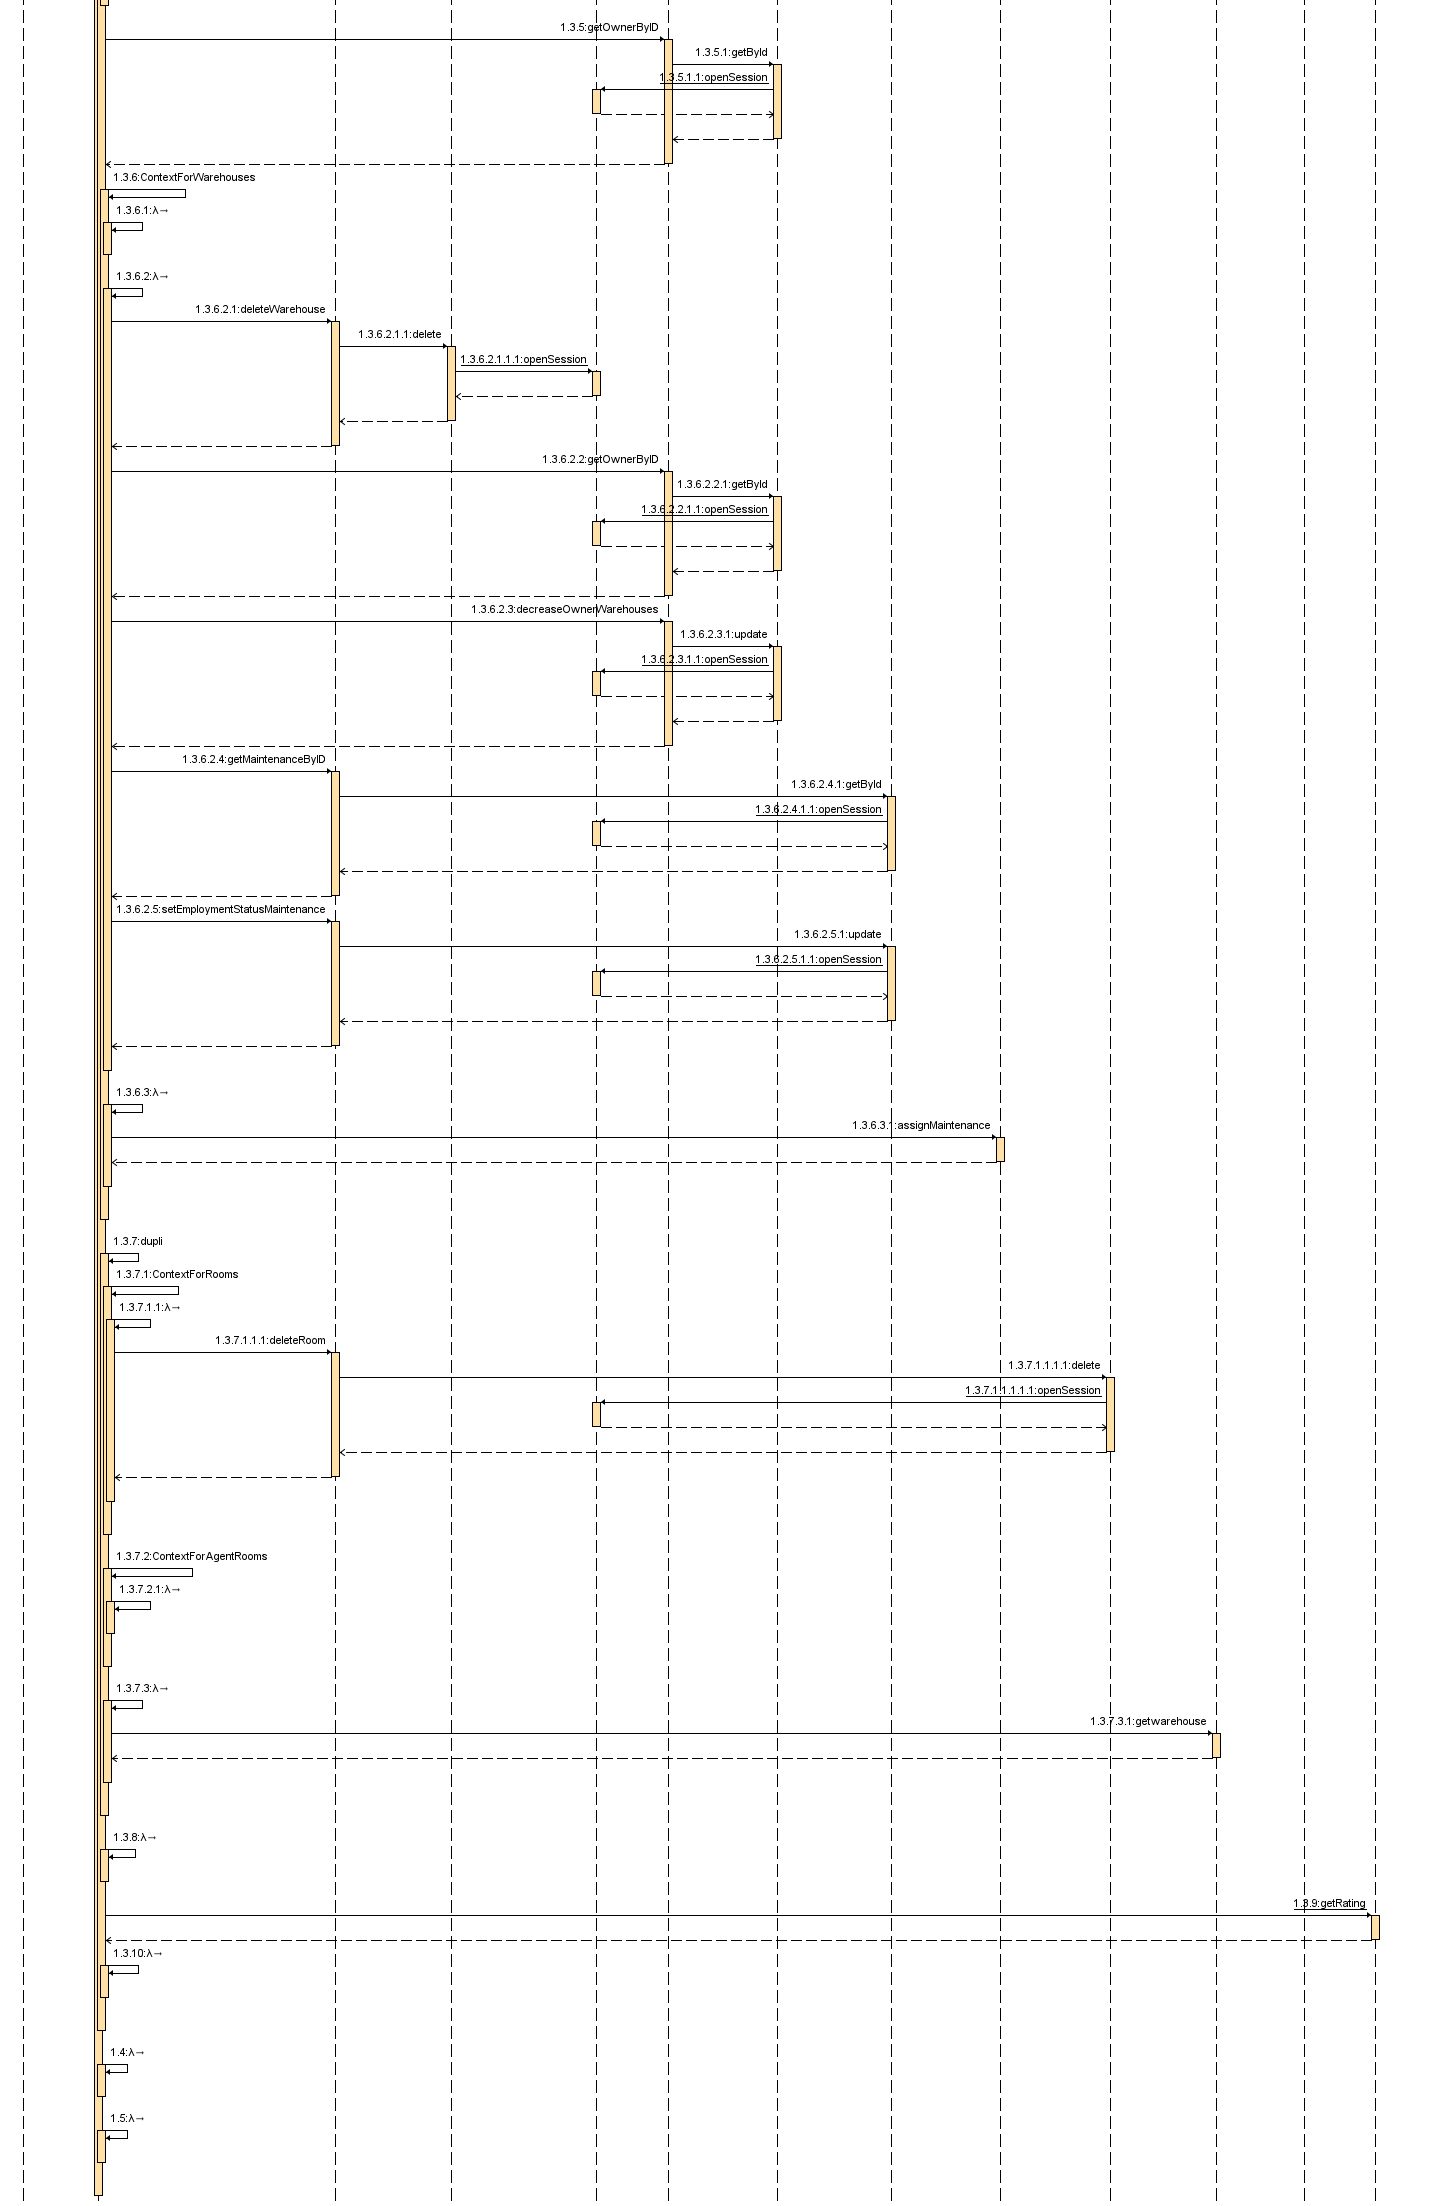 1.3.5:getOwnerByID
1.3.5.1:getById
1.3.5.1.1:openSession
1.3.6:ContextForWarehouses
1.3.6.1:λ→
1.3.6.2:λ→
1.3.6.2.1:deleteWarehouse
1.3.6.2.1.1:delete
1.3.6.2.1.1.1:openSession
1.3.6.2.2:getOwnerByID
1.3.6.2.2.1:getById
1.3.6.2.2.1.1:openSession
1.3.6.2.3:decreaseOwnerWarehouses
1.3.6.2.3.1:update
1.3.6.2.3.1.1:openSession
1.3.6.2.4:getMaintenanceByID
1.3.6.2.4.1:getById
1.3.6.2.4.1.1:openSession
1.3.6.2.5:setEmploymentStatusMaintenance
1.3.6.2.5.1:update
1.3.6.2.5.1.1:openSession
1.3.6.3:λ→
1.3.6.3.1:assignMaintenance
1.3.7:dupli
1.3.7.1:ContextForRooms
1.3.7.1.1:λ→
1.3.7.1.1.1:deleteRoom
1.3.7.1.1.1.1:delete
1.3.7.1.1.1.1.1:openSession
1.3.7.2:ContextForAgentRooms
1.3.7.2.1:λ→
1.3.7.3:λ→
1.3.7.3.1:getwarehouse
1.3.8:λ→
1.3.9:getRating
1.3.10:λ→
1.4:λ→
1.5:λ→